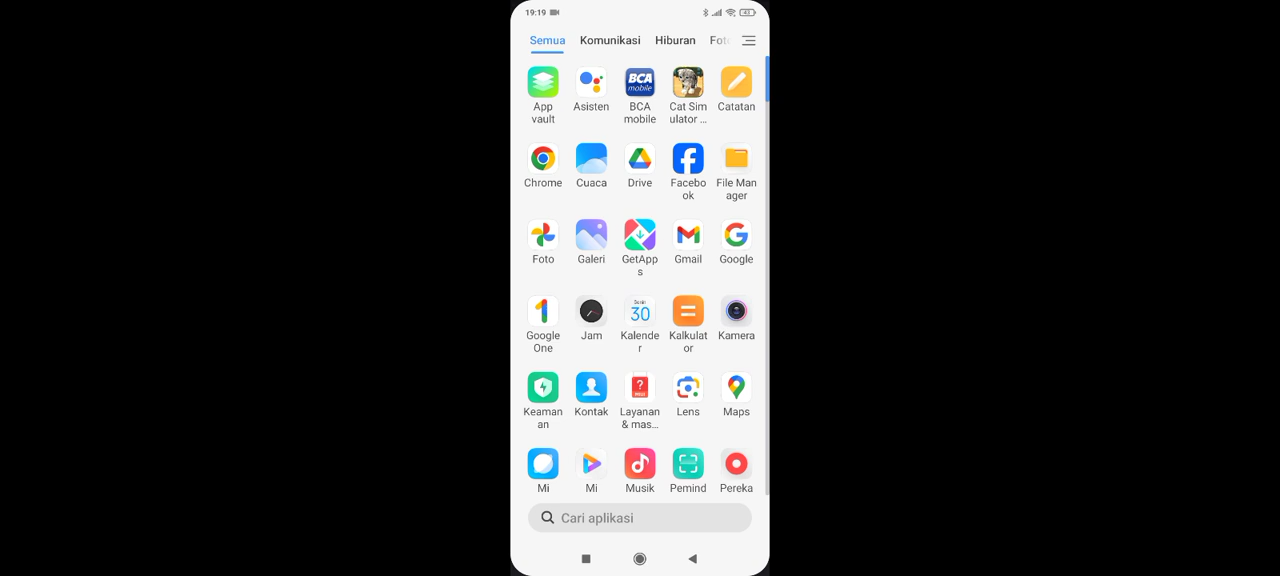 19:19
43
Semua Komunikasi Hiburan Fot
App vault
Asisten
BCA mobile
BCA mobile
Cat Sim
ulator ...
Catatan
Chrome
Cuaca
Drive
Facebo
ok
File Man
ager
Foto
Galeri
GetApp
s
Gmail
Google
Google
One
Jam
30
Kalende
r
Kalkulat
or
Kamera
Keaman
an
Kontak
Layanan
& mas...
Lens
Maps
Mi
Mi
Musik
Pemind
Pereka
Cari aplikasi